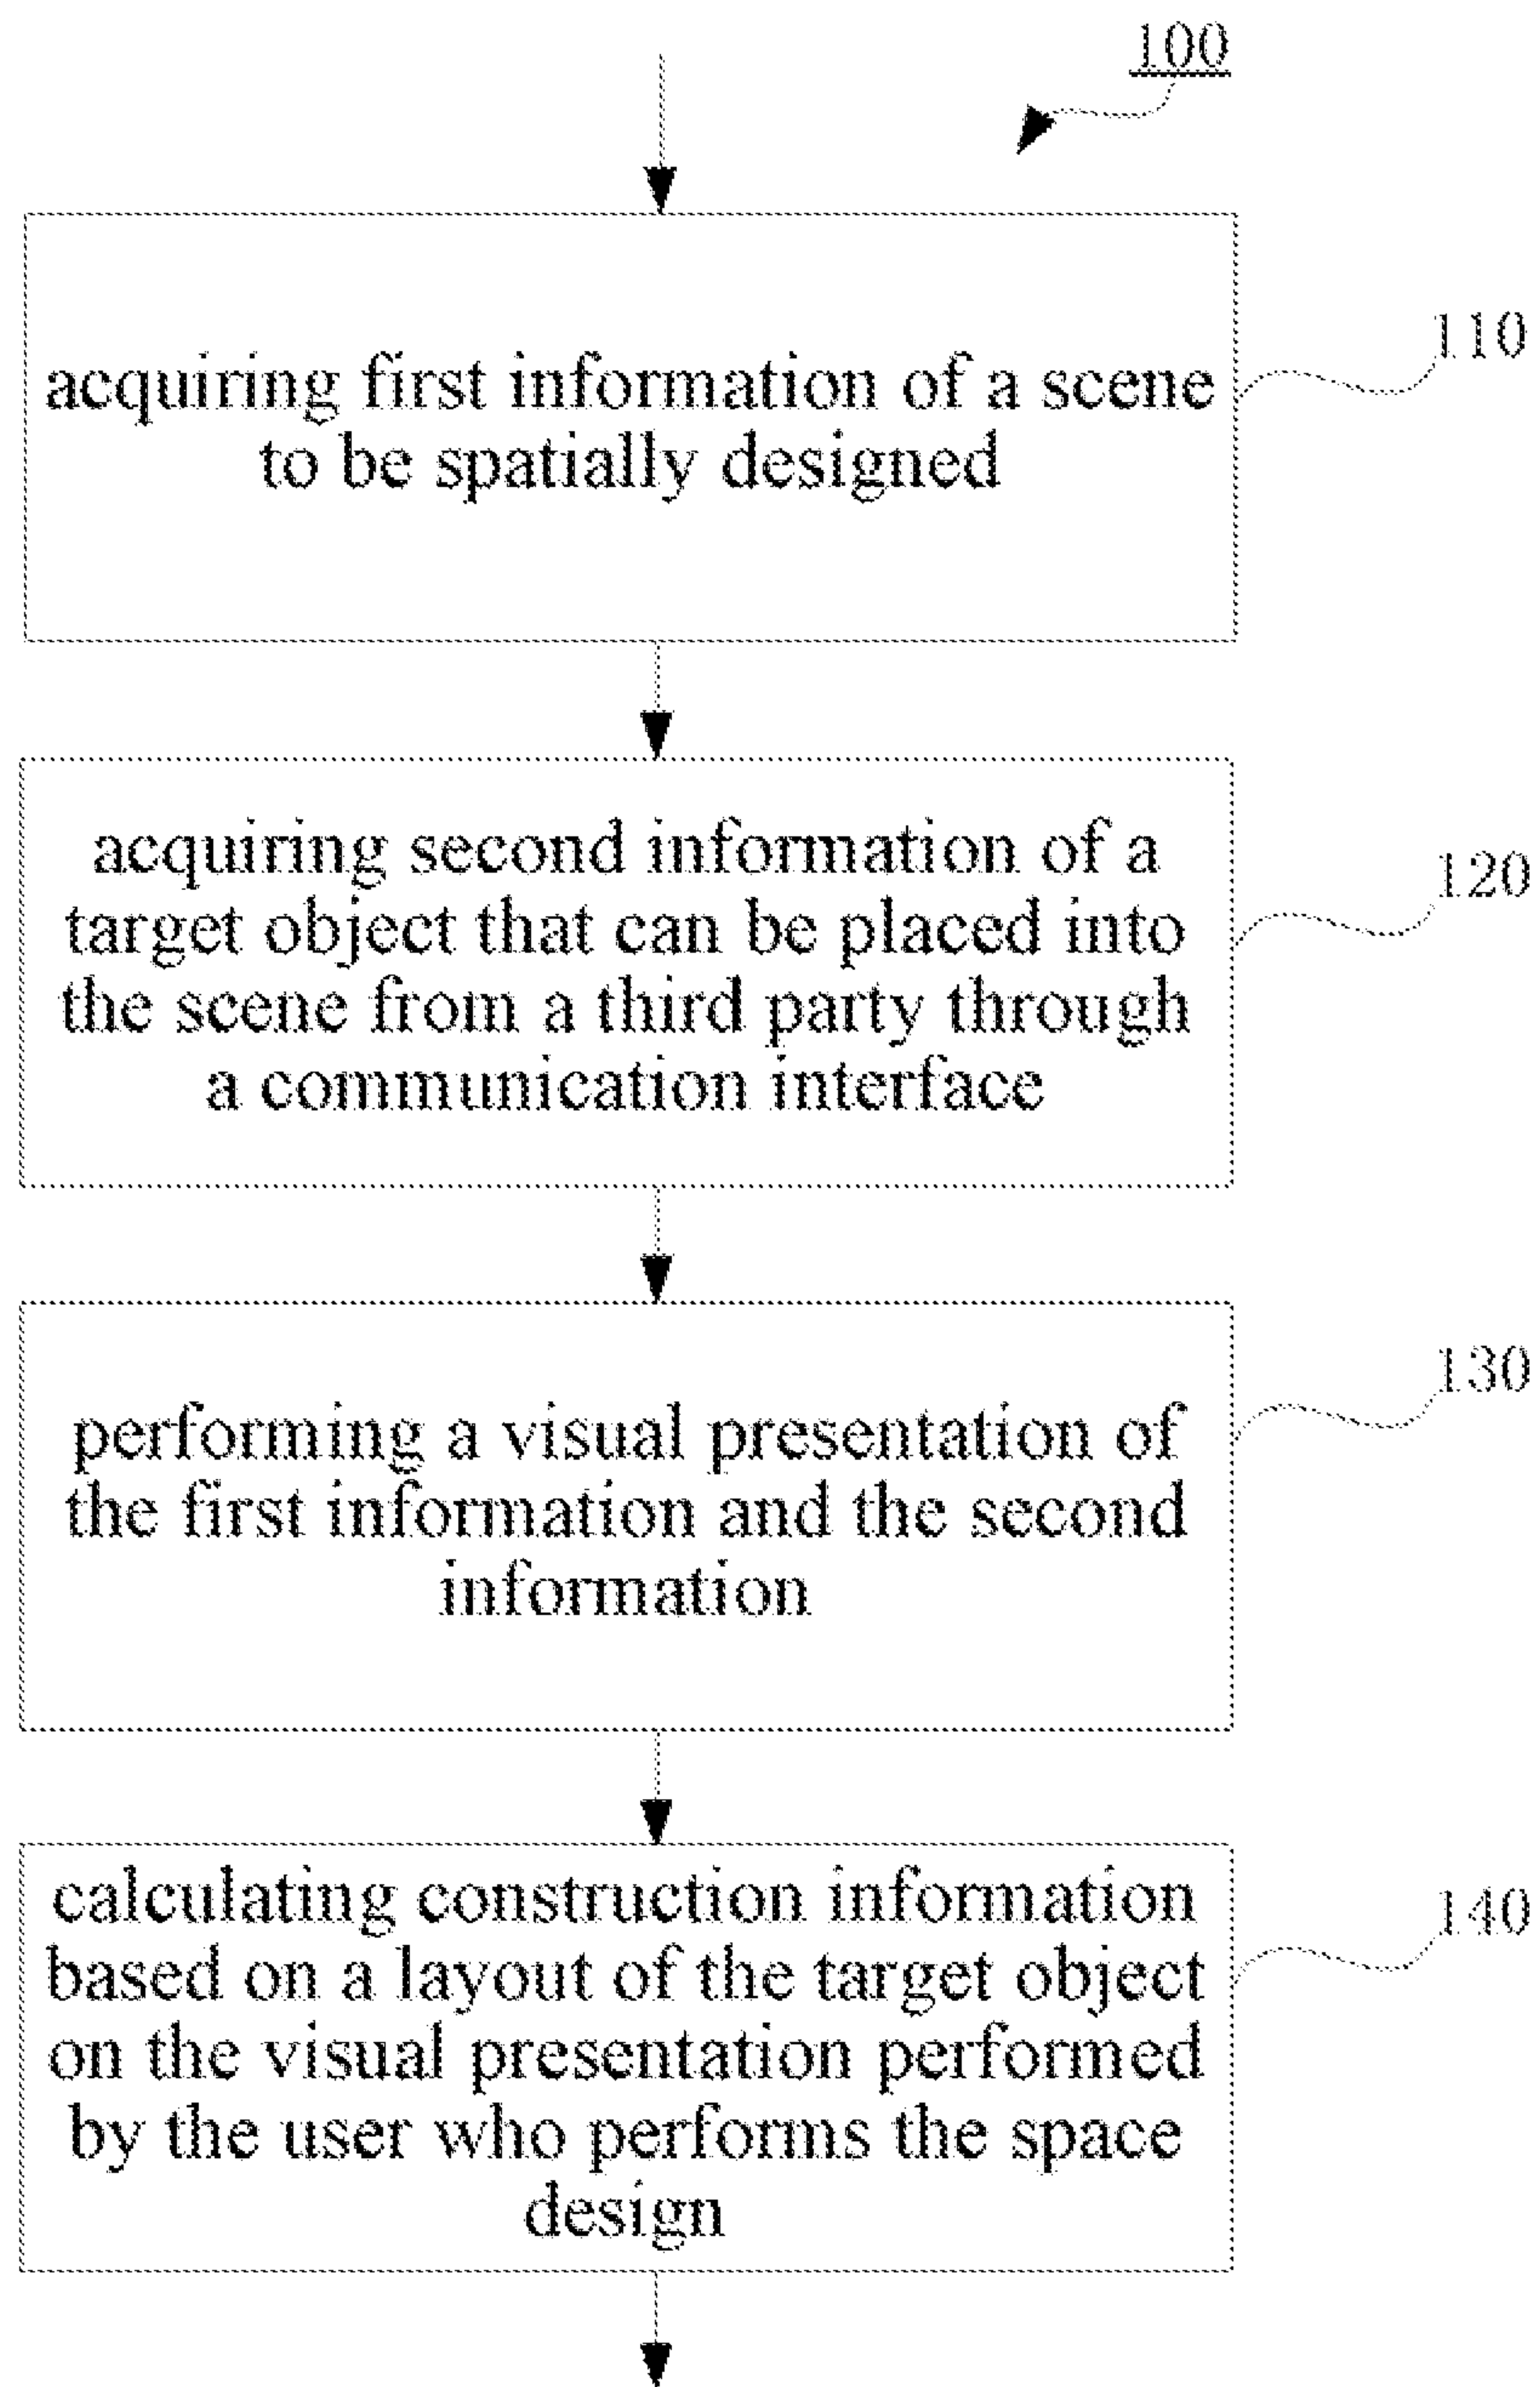 100
acquiring first information of a scene
to be spatially designed
110
acquiring second information of a
target object that can be placed into
the scene from a third party through
a communication interface
120
performing a visual presentation of
the first information and the second
information
130
calculating construction information
based on a layout of the target object
on the visual presentation performed
by the user who performs the space
design
140